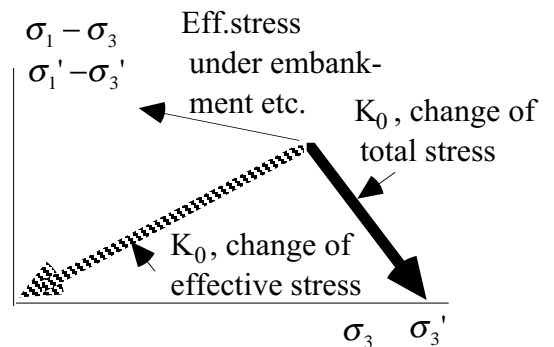 σ₁ − σ₃
σ₁' − σ₃'
Eff.stress
under embank-
ment etc.
K₀ , change of
total stress
K₀ , change of
effective stress
σ₃ σ₃'